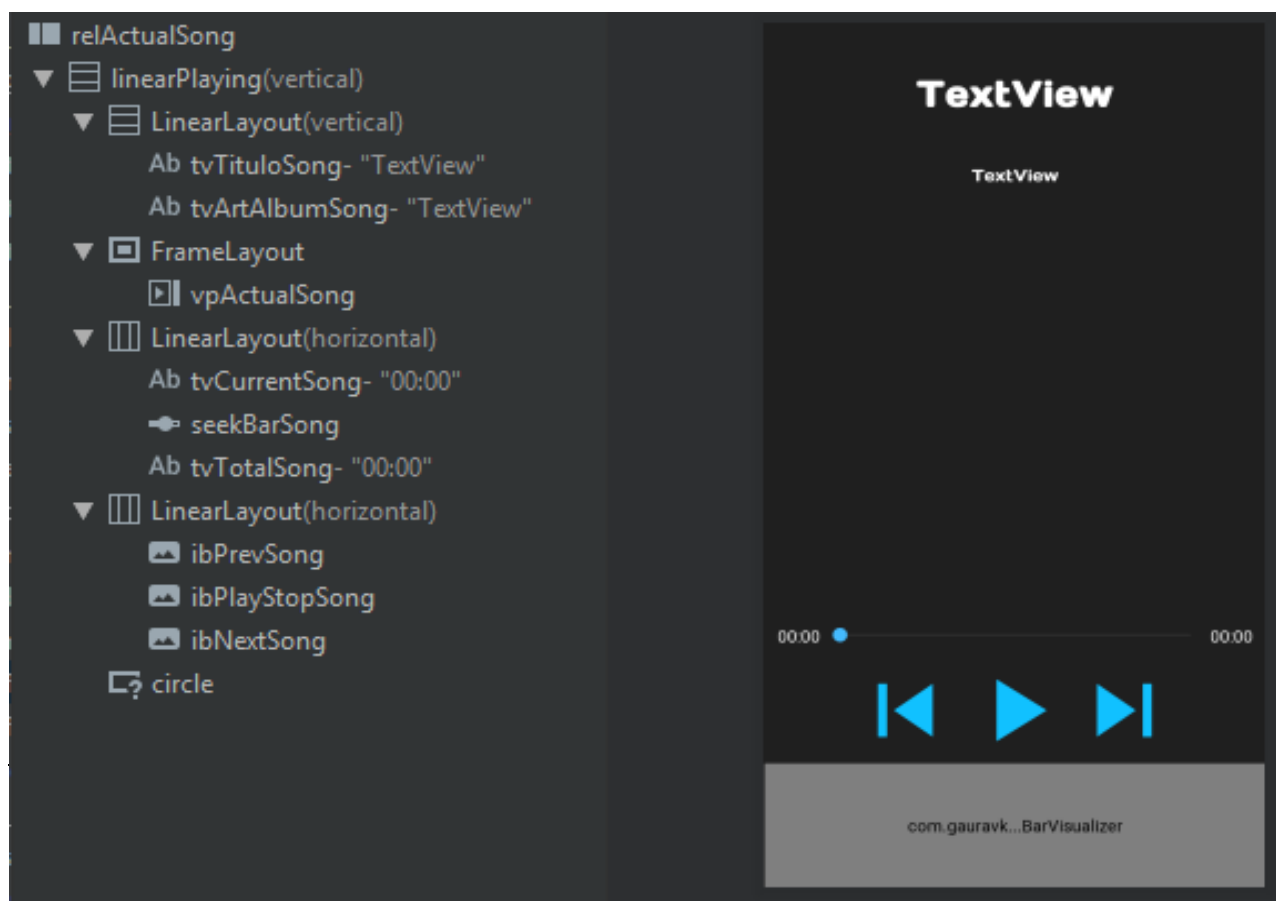 relActualSong
linearPlaying(vertical)
LinearLayout(vertical)
Ab tvTituloSong- "TextView"
Ab tvArtAlbumSong- "TextView"
FrameLayout
vpActualSong
LinearLayout(horizontal)
Ab tvCurrentSong- "00:00"
seekBarSong
Ab tvTotalSong- "00:00"
LinearLayout(horizontal)
ibPrevSong
ibPlayStopSong
ibNextSong
circle
TextView
TextView
00:00
00:00
com.gauravk...BarVisualizer